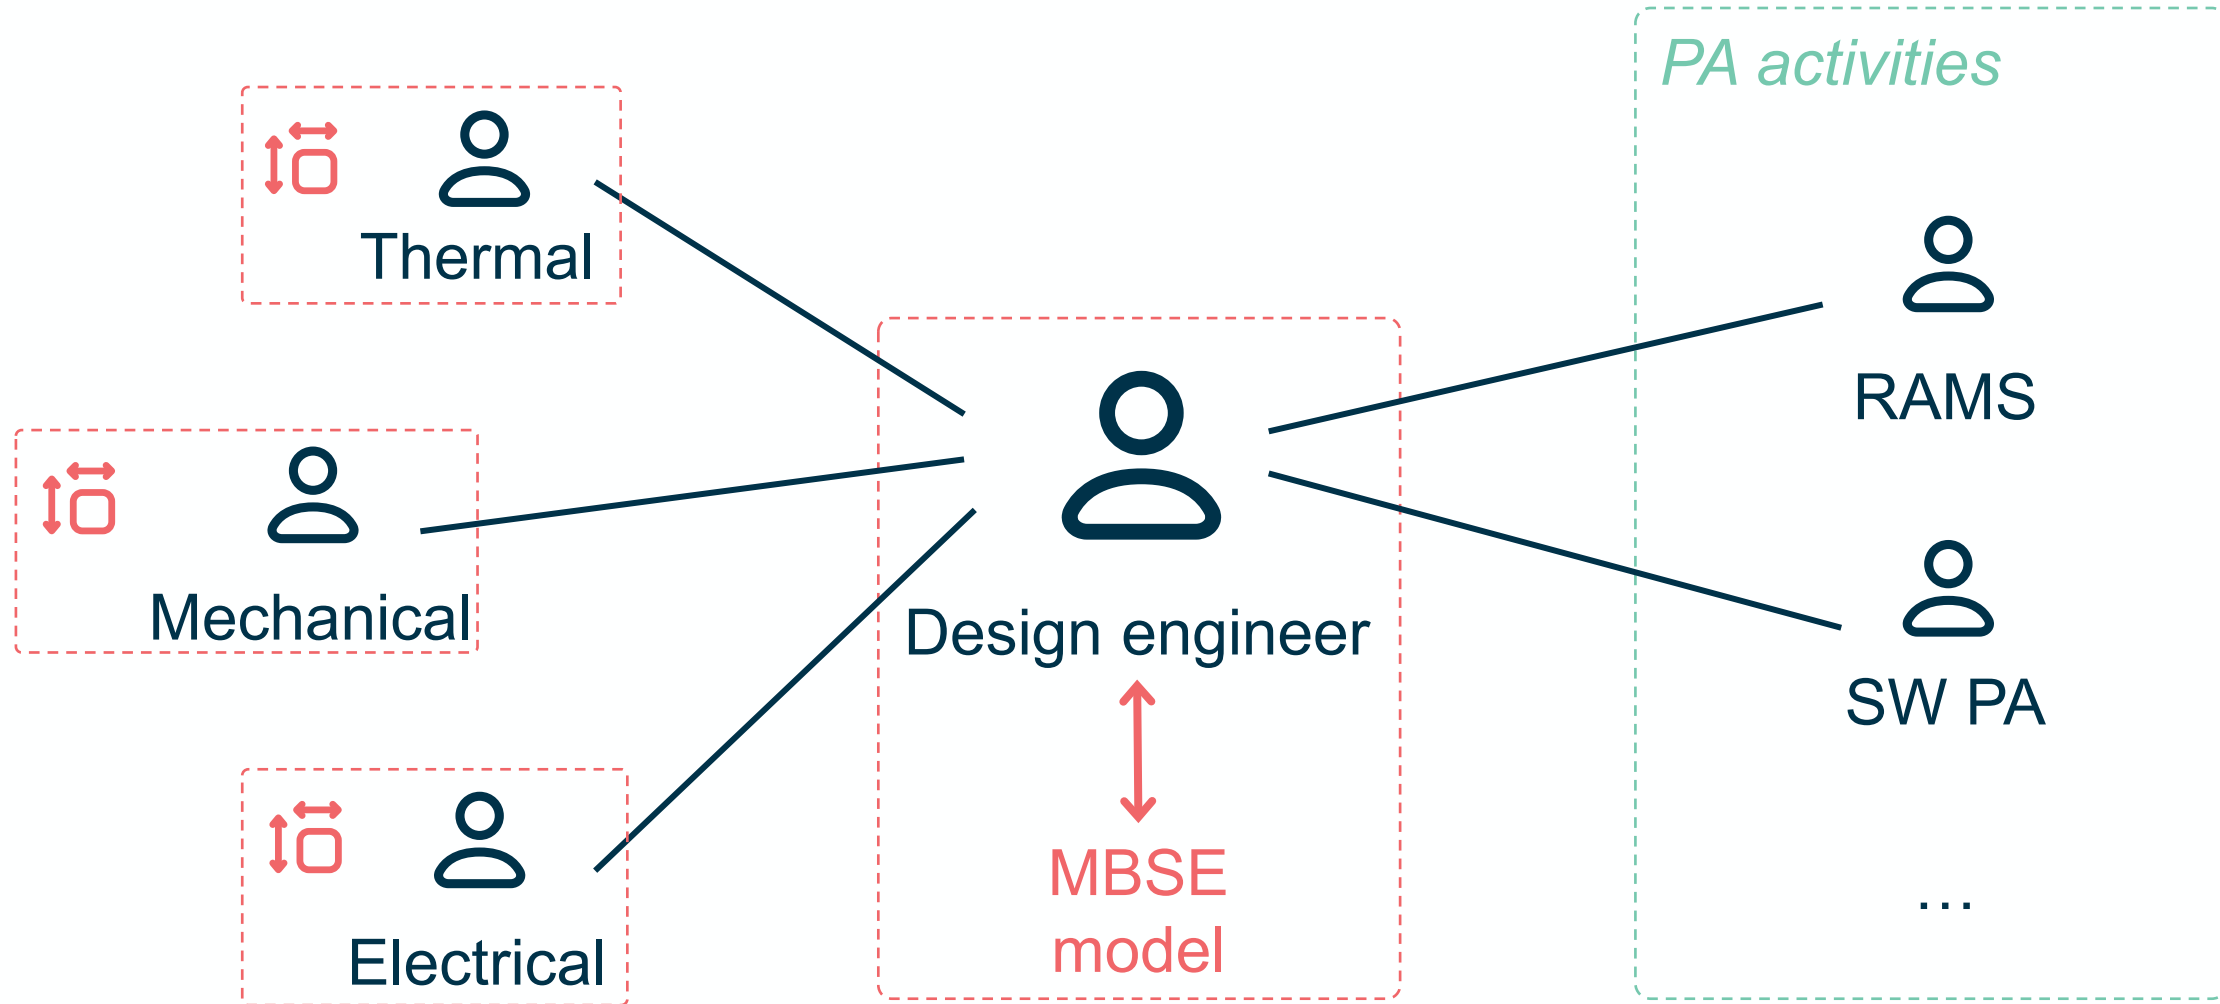 PA activities
Thermal
RAMS
Mechanical
Design engineer
SW PA
MBSE
model
...
Electrical